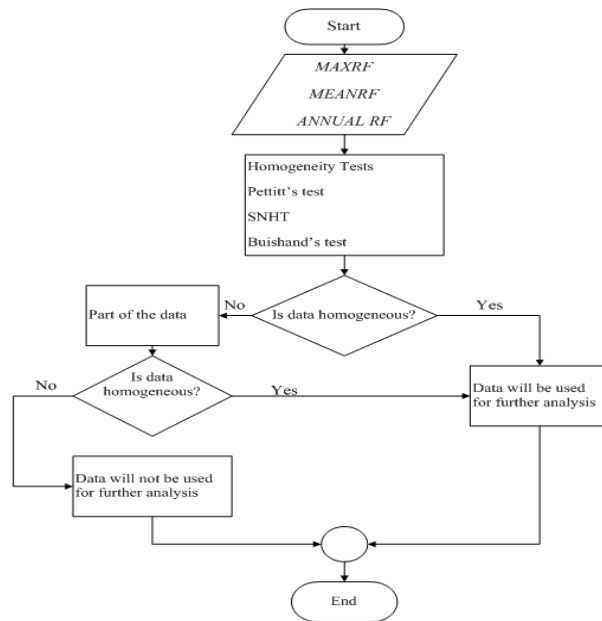 Start
MAXRF
MEANRF
ANNUAL RF
Homogeneity Tests
Pettitt's test
SNHT
Buishand's test
Is data homogeneous?
No
Yes
Part of the data
Is data
homogeneous?
No
Yes
Data will be used
for further analysis
Data will not be used
for further analysis
End